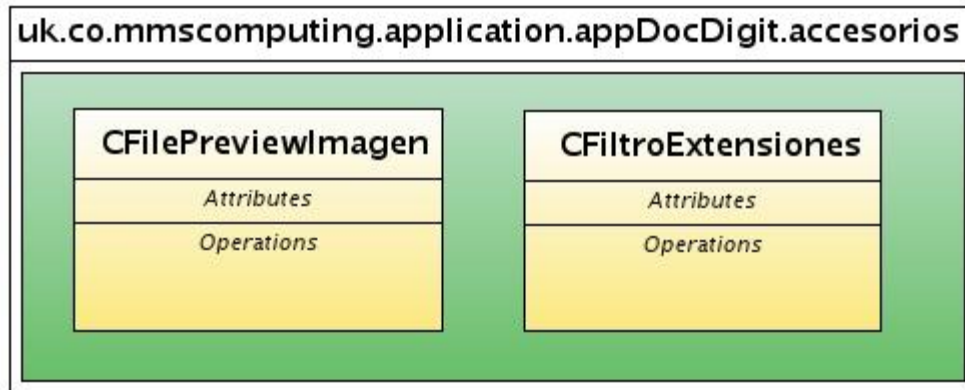 uk.co.mmscomputing.application.appDocDigit.accesorios
CFilePreviewImagen
Attributes
Operations
CFiltroExtensiones
Attributes
Operations